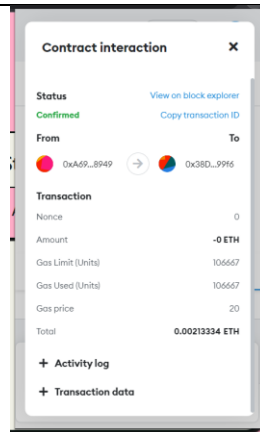 Contract interaction
Status View on block explorer
Confirmed Copy transaction ID
From To
0xA69...8949 0x38D...99f6
Transaction
Nonce 0
Amount -0 ETH
Gas Limit (Units) 106667
Gas Used (Units) 106667
Gas price 20
Total 0.00213334 ETH
+ Activity log
+ Transaction data